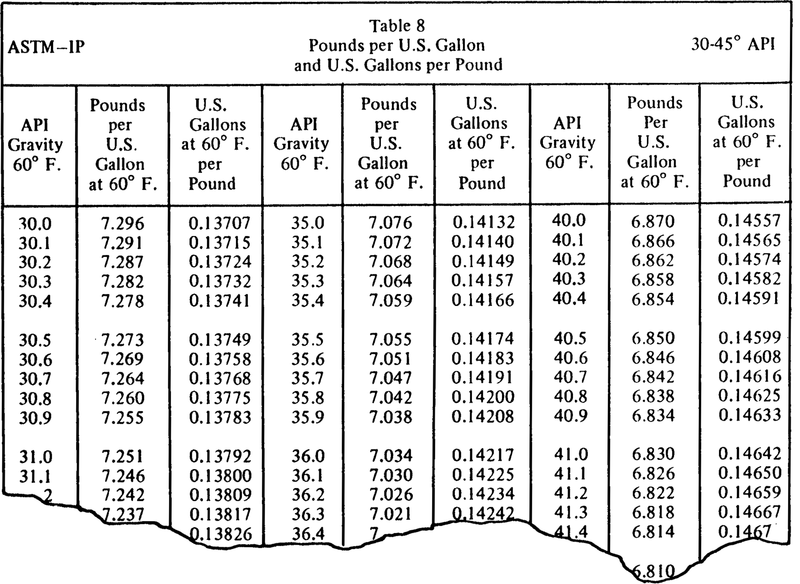 Table 8
ASTM–IP Pounds per U.S. Gallon 30-45° API
and U.S. Gallons per Pound
Pounds U.S. Pounds U.S. Pounds U.S.
API per Gallons API per Gallons API Per Gallons
Gravity U.S. at 60° F. Gravity U.S. at 60° F. Gravity U.S. at 60° F.
60° F. Gallon per 60° F. Gallon per 60° F. Gallon per
at 60° F. Pound at 60° F. Pound at 60° F. Pound
30.0 7.296 0.13707 35.0 7.076 0.14132 40.0 6.870 0.14557
30.1 7.291 0.13715 35.1 7.072 0.14140 40.1 6.866 0.14565
30.2 7.287 0.13724 35.2 7.068 0.14149 40.2 6.862 0.14574
30.3 7.282 0.13732 35.3 7.064 0.14157 40.3 6.858 0.14582
30.4 7.278 0.13741 35.4 7.059 0.14166 40.4 6.854 0.14591
30.5 7.273 0.13749 35.5 7.055 0.14174 40.5 6.850 0.14599
30.6 7.269 0.13758 35.6 7.051 0.14183 40.6 6.846 0.14608
30.7 7.264 0.13768 35.7 7.047 0.14191 40.7 6.842 0.14616
30.8 7.260 0.13775 35.8 7.042 0.14200 40.8 6.838 0.14625
30.9 7.255 0.13783 35.9 7.038 0.14208 40.9 6.834 0.14633
31.0 7.251 0.13792 36.0 7.034 0.14217 41.0 6.830 0.14642
31.1 7.246 0.13800 36.1 7.030 0.14225 41.1 6.826 0.14650
2 7.242 0.13809 36.2 7.026 0.14234 41.2 6.822 0.14659
7.237 0.13817 36.3 7.021 0.14242 41.3 6.818 0.14667
0.13826 36.4 7 41.4 6.814 0.1467
6.810